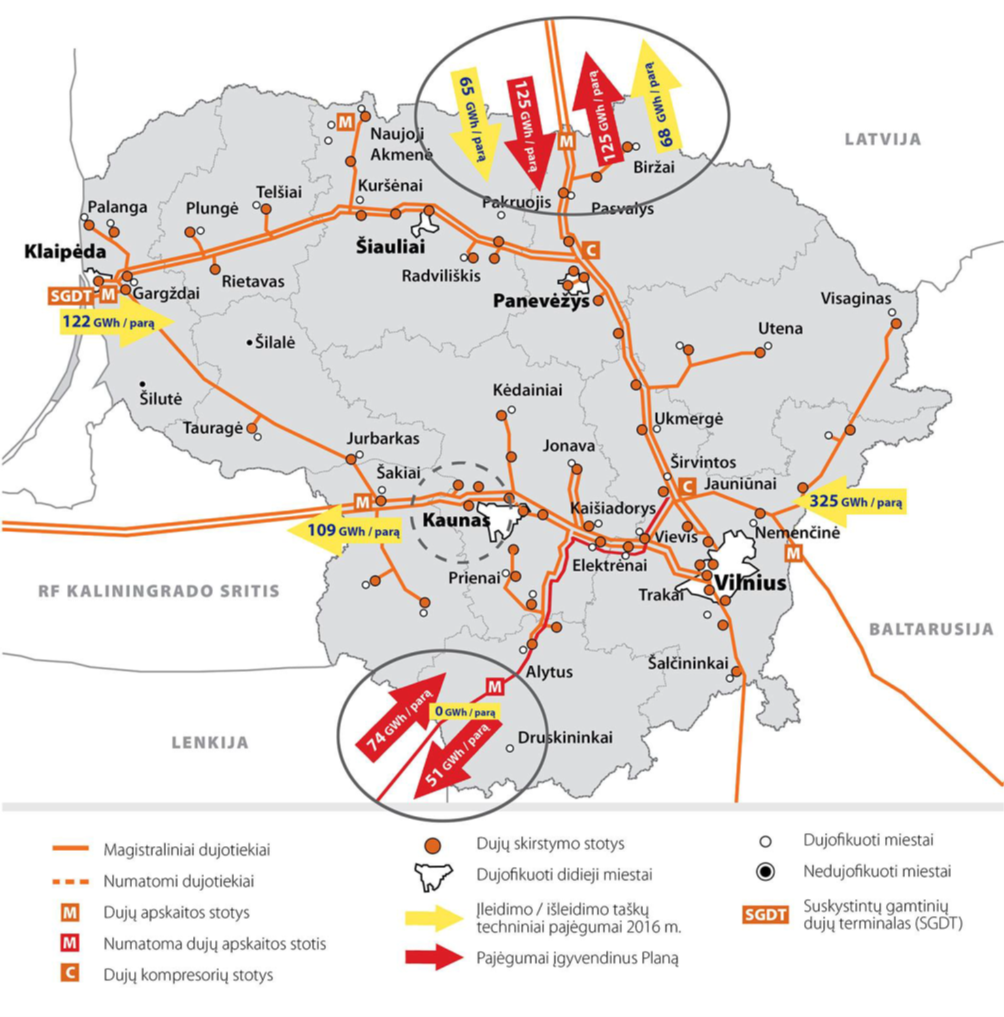 65 GWh / parą
125 GWh / parą
125 GWh / parą
68 GWh / parą
LATVIJA
M
Naujoji
Akmenė
M
Biržai
Kuršėnai
Telšiai
Pakruojis
Pasvalys
Palanga
Plungė
Šiauliai
Klaipėda
C
Radviliškis
Rietavas
SGDT
M
Gargždai
Panevėžys
Visaginas
122 GWh / parą
Utena
Šilalė
Šilutė
Kėdainiai
Tauragė
Ukmergė
Jurbarkas
Jonava
Širvintos
Šakiai
C
Jauniūnai
M
325 GWh / parą
Kaišiadorys
Kaunas
109 GWh / parą
Vievis
Nemenčinė
M
Elektrėnai
Prienai
Vilnius
RF KALININGRADO SRITIS
Trakai
BALTARUSIJA
Šalčininkai
Alytus
M
74 GWh / parą
0 GWh / parą
51 GWh / parą
Druskininkai
LENKIJA
Magistraliniai dujotiekiai
Numatomi dujotiekiai
M
Dujų apskaitos stotys
M
Numatoma dujų apskaitos stotis
C
Dujų kompresorių stotys
Dujų skirstymo stotys
Dujofikuoti didieji miestai
Įleidimo / išleidimo taškų
techniniai pajėgumai 2016 m.
Pajėgumai įgyvendinus Planą
Dujofikuoti miestai
Nedujofikuoti miestai
SGDT
Suskystintų gamtinių
dujų terminalas (SGDT)